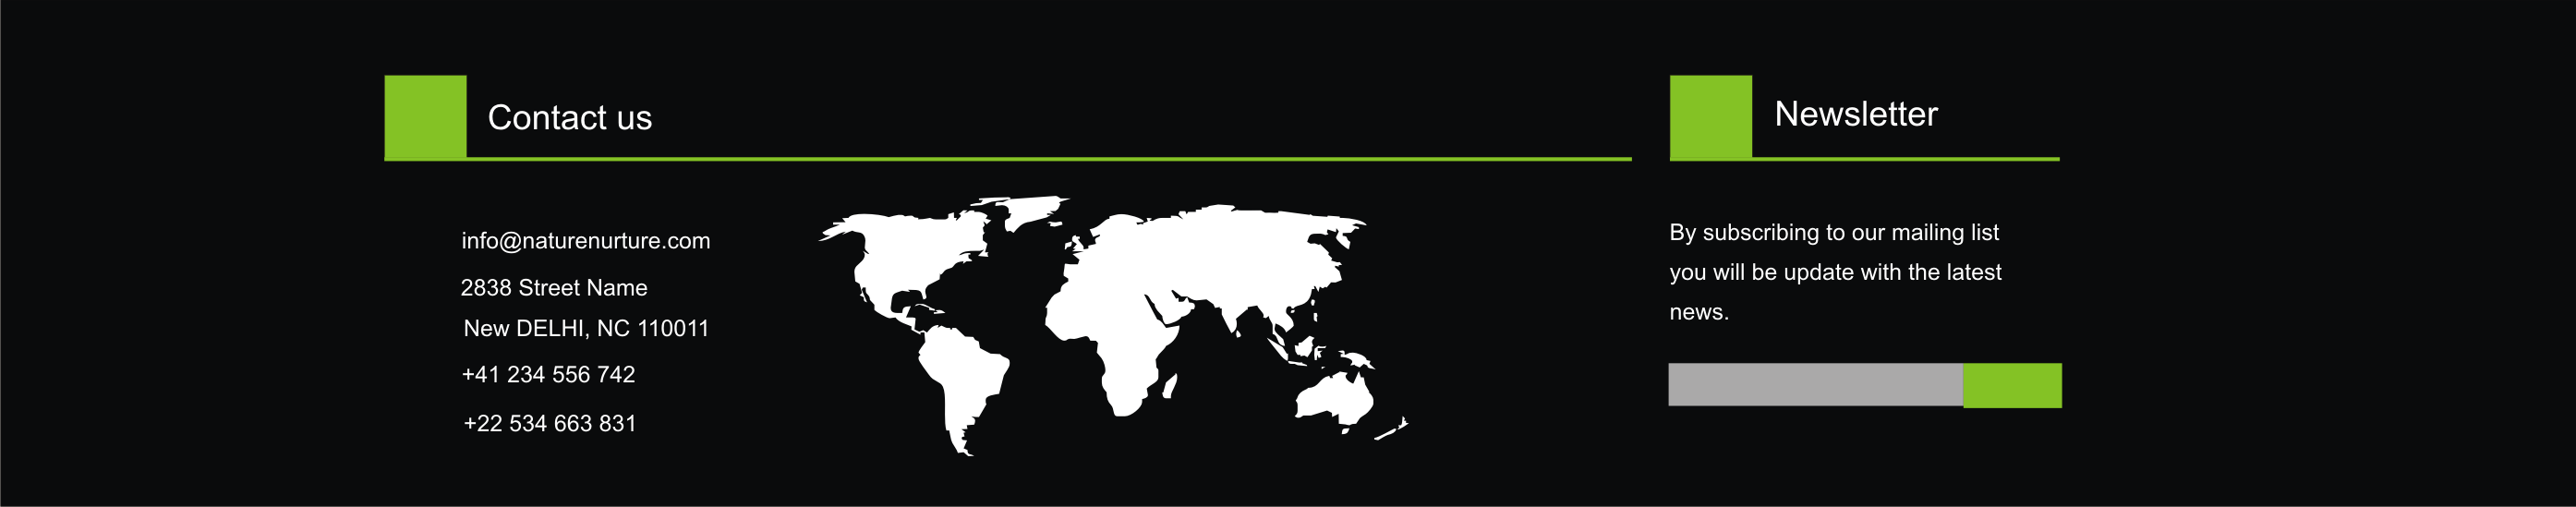 Contact us
info@naturenurture.com
2838 Street Name
New DELHI, NC 110011
+41 234 556 742
+22 534 663 831
Newsletter
By subscribing to our mailing list
you will be update with the latest
news.